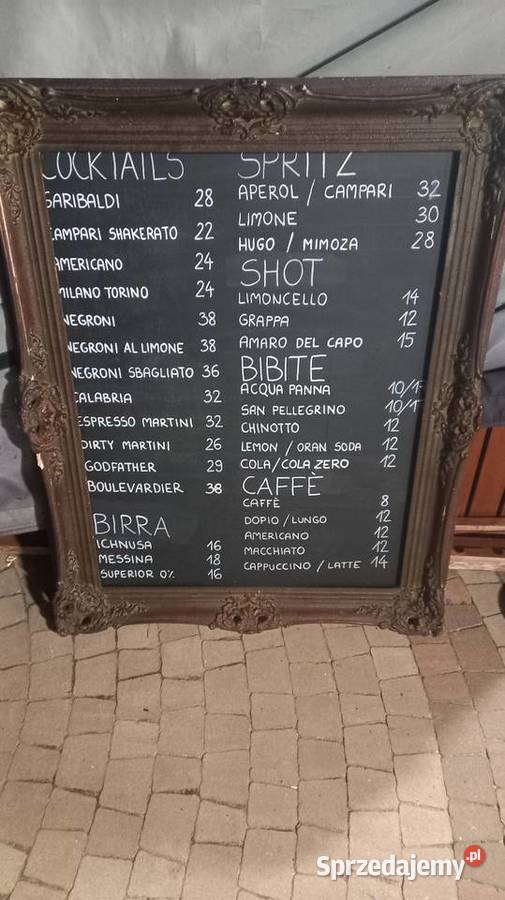 COCKTAILS
GARIBALDI 28
CAMPARI SHAKERATO 22
AMERICANO 24
MILANO TORINO 24
NEGRONI 38
NEGRONI AL LIMONE 38
NEGRONI SBAGLIATO 36
CALABRIA 32
ESPRESSO MARTINI 32
DIRTY MARTINI 26
GODFATHER 29
BOULEVARDIER 38
BIRRA
ICHNUSA 16
MESSINA 18
SUPERIOR 0% 16
SPRITZ
APEROL / CAMPARI 32
LIMONE 30
HUGO / MIMOZA 28
SHOT
LIMONCELLO 14
GRAPPA 12
AMARO DEL CAPO 15
BIBITE
ACQUA PANNA 10/1
SAN PELLEGRINO 10/1
CHINOTTO 12
LEMON / ORAN SODA 12
COLA/COLA ZERO 12
CAFFÈ
CAFFÈ 8
DOPIO / LUNGO 12
AMERICANO 12
MACCHIATO 12
CAPPUCCINO / LATTE 14
Sprzedajemy.pl